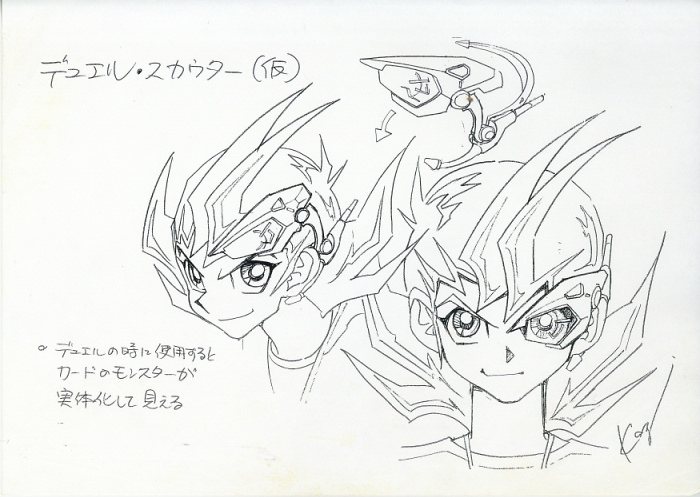 デュエル・スカウター(仮)
○ デュエルの時に使用すると
カードのモンスターが
実体化して見える